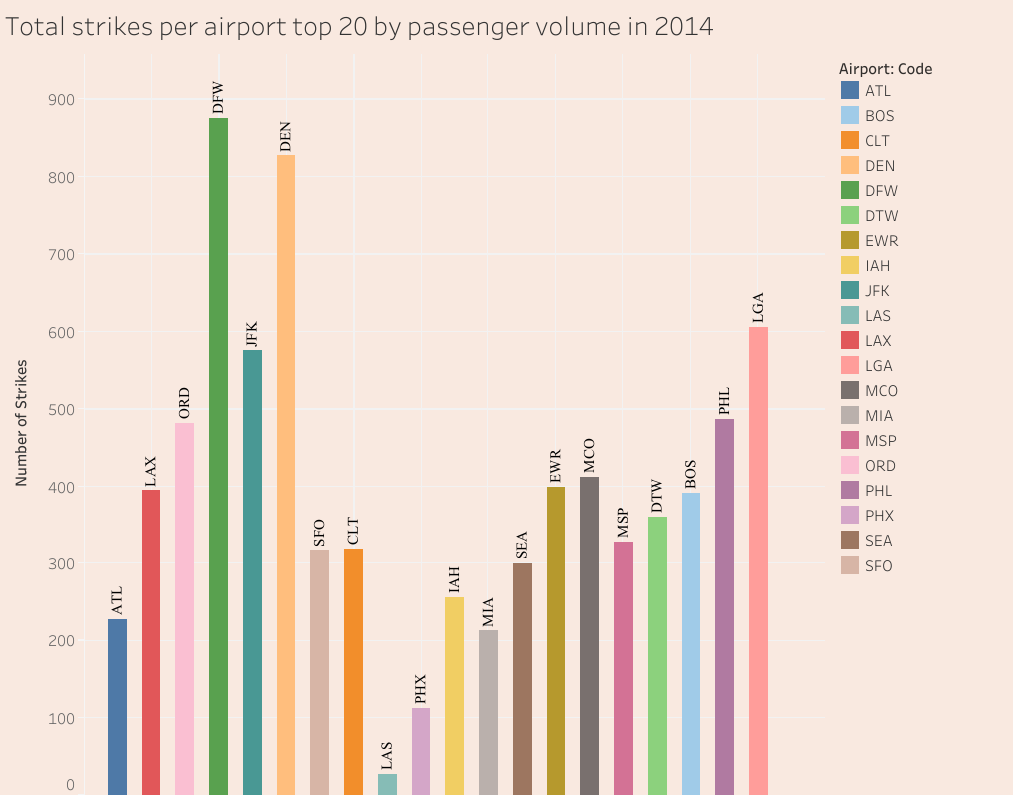 Total strikes per airport top 20 by passenger volume in 2014
Number of Strikes
900
800
700
600
500
400
300
200
100
0
ATL
LAX
ORD
DFW
JFK
DEN
SFO
CLT
LAS
PHX
IAH
MIA
SEA
EWR
MCO
MSP
DTW
BOS
PHL
LGA
Airport: Code
ATL
BOS
CLT
DEN
DFW
DTW
EWR
IAH
JFK
LAS
LAX
LGA
MCO
MIA
MSP
ORD
PHL
PHX
SEA
SFO